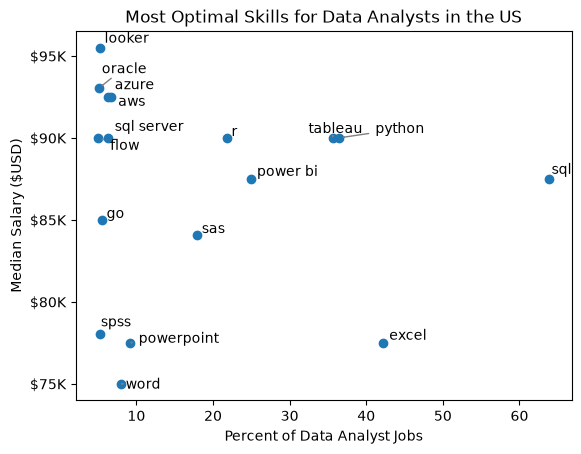 Most Optimal Skills for Data Analysts in the US
$95K
$90K
$85K
$80K
$75K
Median Salary ($USD)
looker
oracle
azure
aws
sql server
flow
r
tableau
python
power bi
sql
go
sas
spss
powerpoint
excel
word
10
20
30
40
50
60
Percent of Data Analyst Jobs